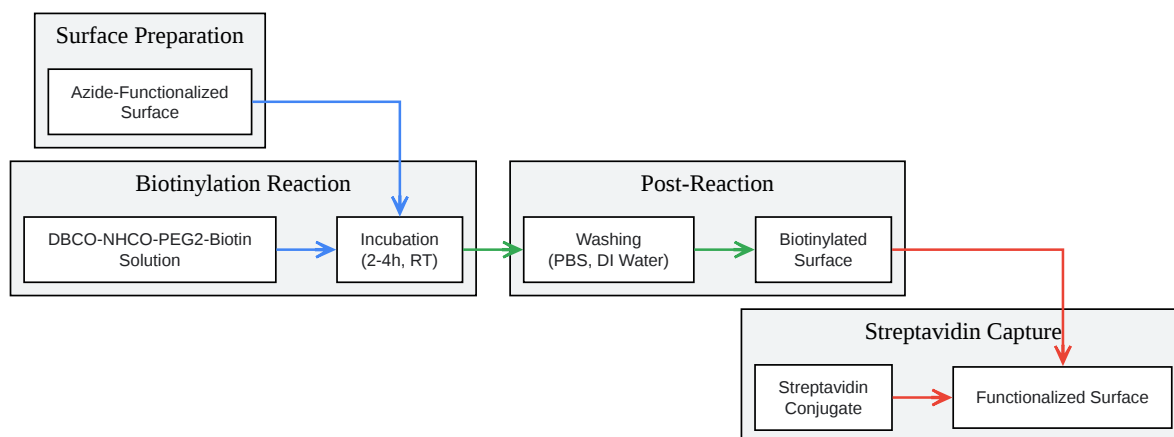 Surface Preparation
Azide-Functionalized
Surface
Biotinylation Reaction
DBCO-NHCO-PEG2-Biotin
Solution
Incubation
(2-4h, RT)
Post-Reaction
Washing
(PBS, DI Water)
Biotinylated
Surface
Streptavidin Capture
Streptavidin
Conjugate
Functionalized Surface